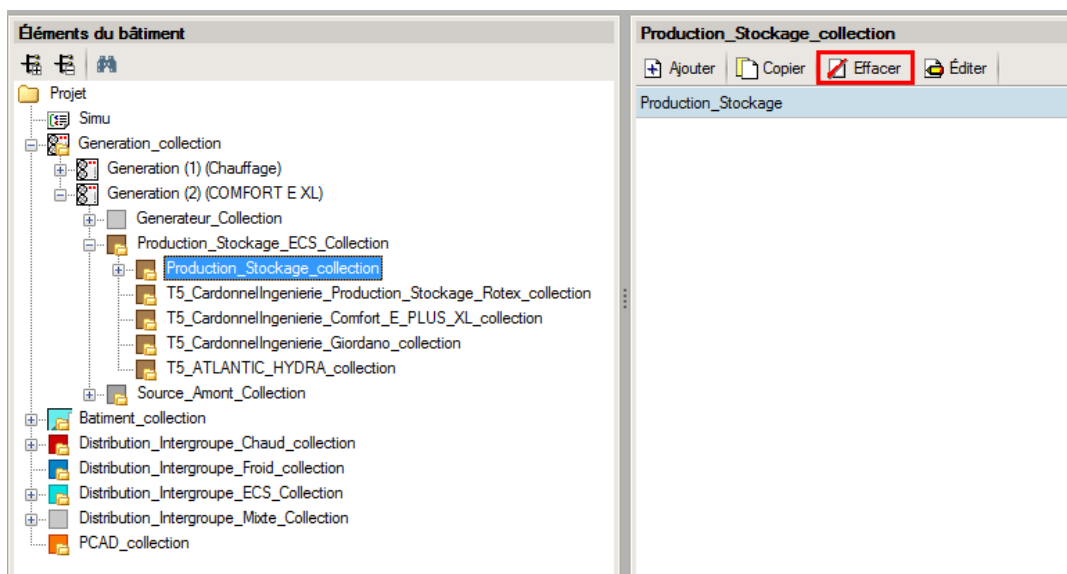 Éléments du bâtiment
Projet
Simu
Generation_collection
Generation (1) (Chauffage)
Generation (2) (COMFORT E XL)
Generateur_Collection
Production_Stockage_ECS_Collection
Production_Stockage_collection
T5_CardonnelIngenierie_Production_Stockage_Rotex_collection
T5_CardonnelIngenierie_Comfort_E_PLUS_XL_collection
T5_CardonnelIngenierie_Giordano_collection
T5_ATLANTIC_HYDRA_collection
Source_Amont_Collection
Batiment_collection
Distribution_Intergroupe_Chaud_collection
Distribution_Intergroupe_Froid_collection
Distribution_Intergroupe_ECS_Collection
Distribution_Intergroupe_Mixte_Collection
PCAD_collection
Production_Stockage_collection
Ajouter Copier Effacer Éditer
Production_Stockage